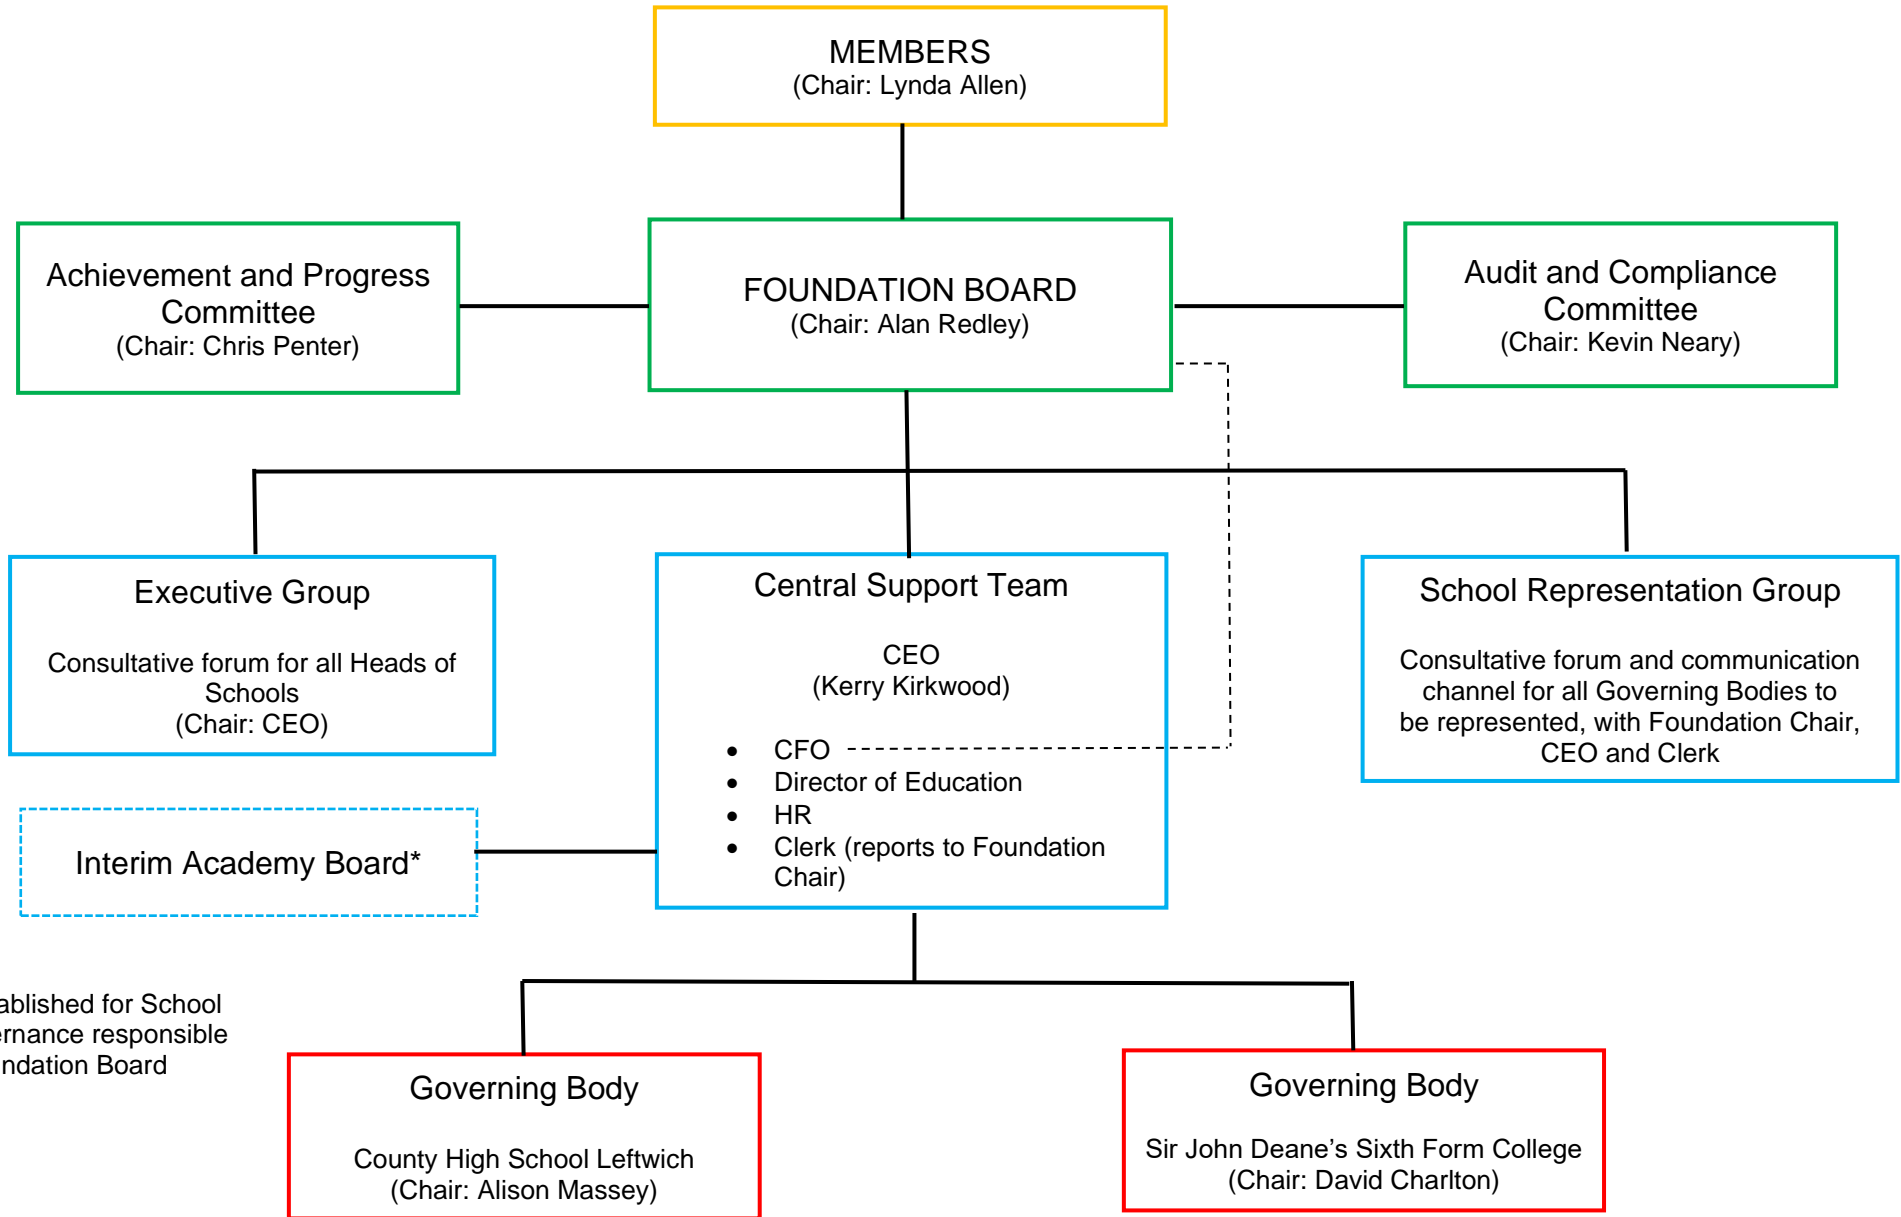 MEMBERS
(Chair: Lynda Allen)
Achievement and Progress
Committee
(Chair: Chris Penter)
FOUNDATION BOARD
(Chair: Alan Redley)
Audit and Compliance
Committee
(Chair: Kevin Neary)
Executive Group
Consultative forum for all Heads of
Schools
(Chair: CEO)
Central Support Team
CEO
(Kerry Kirkwood)
• CFO
• Director of Education
• HR
• Clerk (reports to Foundation
Chair)
School Representation Group
Consultative forum and communication
channel for all Governing Bodies to
be represented, with Foundation Chair,
CEO and Clerk
Interim Academy Board*
ablished for School
ernance responsible
ndation Board
Governing Body
County High School Leftwich
(Chair: Alison Massey)
Governing Body
Sir John Deane’s Sixth Form College
(Chair: David Charlton)